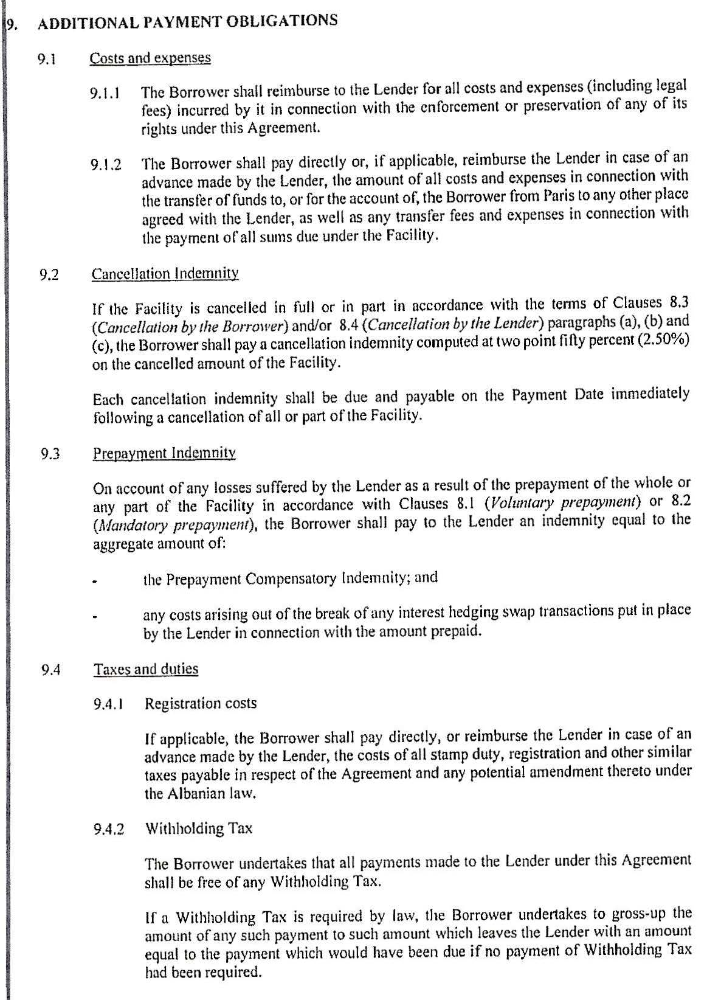 9. ADDITIONAL PAYMENT OBLIGATIONS
9.1 Costs and expenses
9.1.1 The Borrower shall reimburse to the Lender for all costs and expenses (including legal
fees) incurred by it in connection with the enforcement or preservation of any of its
rights under this Agreement.
9.1.2 The Borrower shall pay directly or, if applicable, reimburse the Lender in case of an
advance made by the Lender, the amount of all costs and expenses in connection with
the transfer of funds to, or for the account of, the Borrower from Paris to any other place
agreed with the Lender, as well as any transfer fees and expenses in connection with
the payment of all sums due under the Facility.
9.2 Cancellation Indemnity
If the Facility is cancelled in full or in part in accordance with the terms of Clauses 8.3
(Cancellation by the Borrower) and/or 8.4 (Cancellation by the Lender) paragraphs (a), (b) and
(c), the Borrower shall pay a cancellation indemnity computed at two point fifty percent (2.50%)
on the cancelled amount of the Facility.
Each cancellation indemnity shall be due and payable on the Payment Date immediately
following a cancellation of all or part of the Facility.
9.3 Prepayment Indemnity
On account of any losses suffered by the Lender as a result of the prepayment of the whole or
any part of the Facility in accordance with Clauses 8.1 (Voluntary prepayment) or 8.2
(Mandatory prepayment), the Borrower shall pay to the Lender an indemnity equal to the
aggregate amount of:
- the Prepayment Compensatory Indemnity; and
- any costs arising out of the break of any interest hedging swap transactions put in place
by the Lender in connection with the amount prepaid.
9.4 Taxes and duties
9.4.1 Registration costs
If applicable, the Borrower shall pay directly, or reimburse the Lender in case of an
advance made by the Lender, the costs of all stamp duty, registration and other similar
taxes payable in respect of the Agreement and any potential amendment thereto under
the Albanian law.
9.4.2 Withholding Tax
The Borrower undertakes that all payments made to the Lender under this Agreement
shall be free of any Withholding Tax.
If a Withholding Tax is required by law, the Borrower undertakes to gross-up the
amount of any such payment to such amount which leaves the Lender with an amount
equal to the payment which would have been due if no payment of Withholding Tax
had been required.